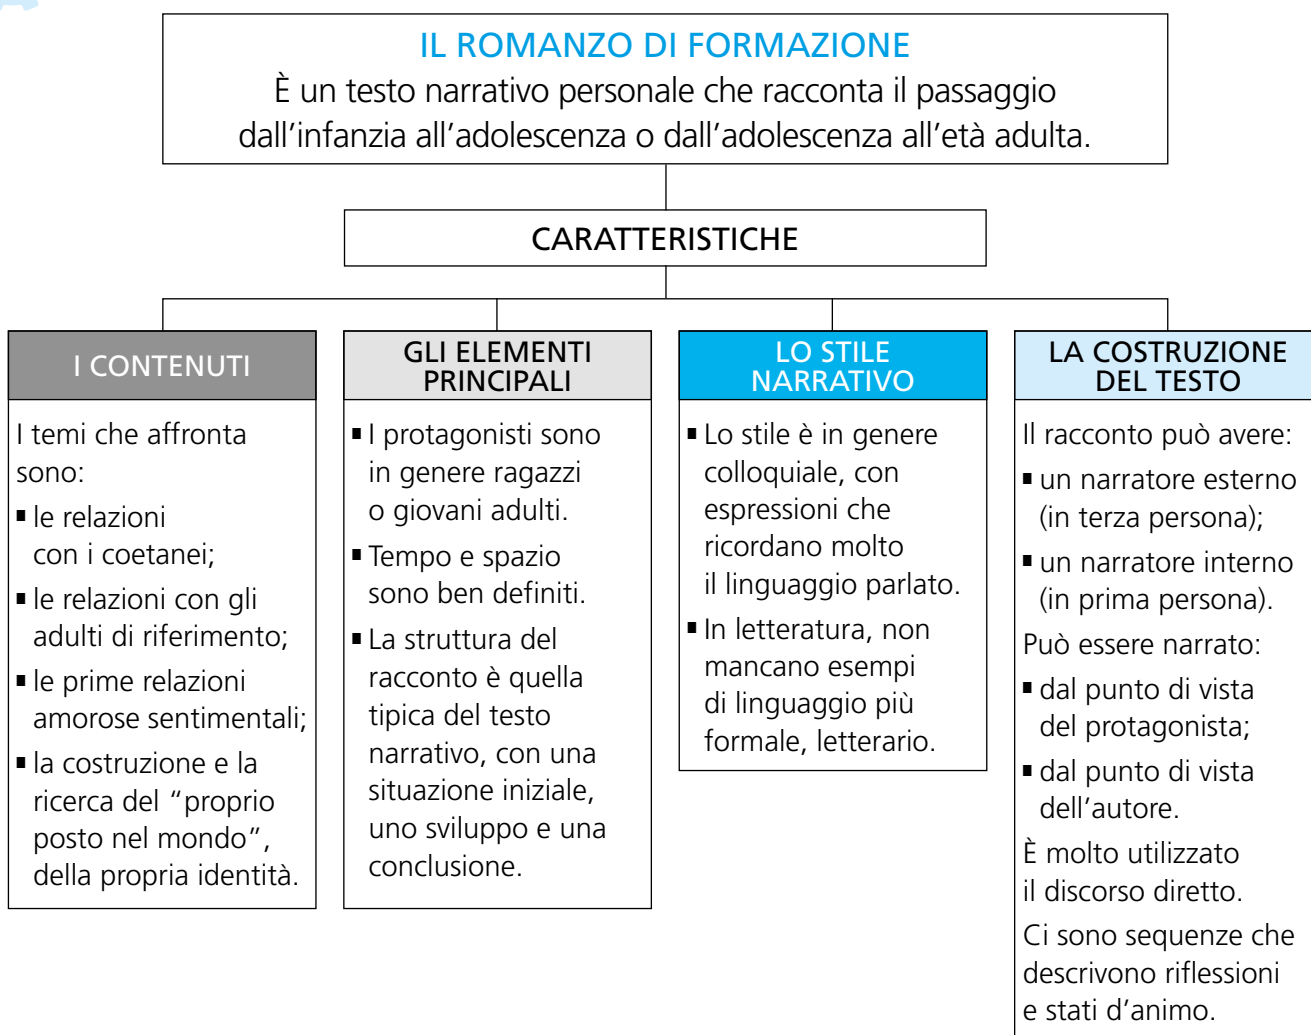 IL ROMANZO DI FORMAZIONE
È un testo narrativo personale che racconta il passaggio
dall’infanzia all’adolescenza o dall’adolescenza all’età adulta.
CARATTERISTICHE
I CONTENUTI
I temi che affronta
sono:
▪ le relazioni
con i coetanei;
▪ le relazioni con gli
adulti di riferimento;
▪ le prime relazioni
amorose sentimentali;
▪ la costruzione e la
ricerca del “proprio
posto nel mondo”,
della propria identità.
GLI ELEMENTI
PRINCIPALI
▪ I protagonisti sono
in genere ragazzi
o giovani adulti.
▪ Tempo e spazio
sono ben definiti.
▪ La struttura del
racconto è quella
tipica del testo
narrativo, con una
situazione iniziale,
uno sviluppo e una
conclusione.
LO STILE
NARRATIVO
▪ Lo stile è in genere
colloquiale, con
espressioni che
ricordano molto
il linguaggio parlato.
▪ In letteratura, non
mancano esempi
di linguaggio più
formale, letterario.
LA COSTRUZIONE
DEL TESTO
Il racconto può avere:
▪ un narratore esterno
(in terza persona);
▪ un narratore interno
(in prima persona).
Può essere narrato:
▪ dal punto di vista
del protagonista;
▪ dal punto di vista
dell’autore.
È molto utilizzato
il discorso diretto.
Ci sono sequenze che
descrivono riflessioni
e stati d’animo.